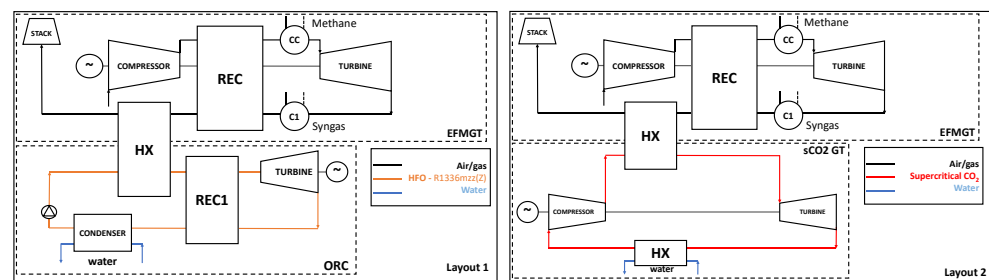 Methane
STACK
CC
~
COMPRESSOR
REC
TURBINE
C1
Syngas
EFMGT
HX
TURBINE
~
REC1
CONDENSER
water
ORC
Air/gas
HFO - R1336mzz(Z)
Water
Layout 1
Methane
STACK
CC
~
COMPRESSOR
REC
TURBINE
C1
Syngas
EFMGT
HX
sCO2 GT
~
COMPRESSOR
TURBINE
HX
water
Air/gas
Supercritical CO₂
Water
Layout 2